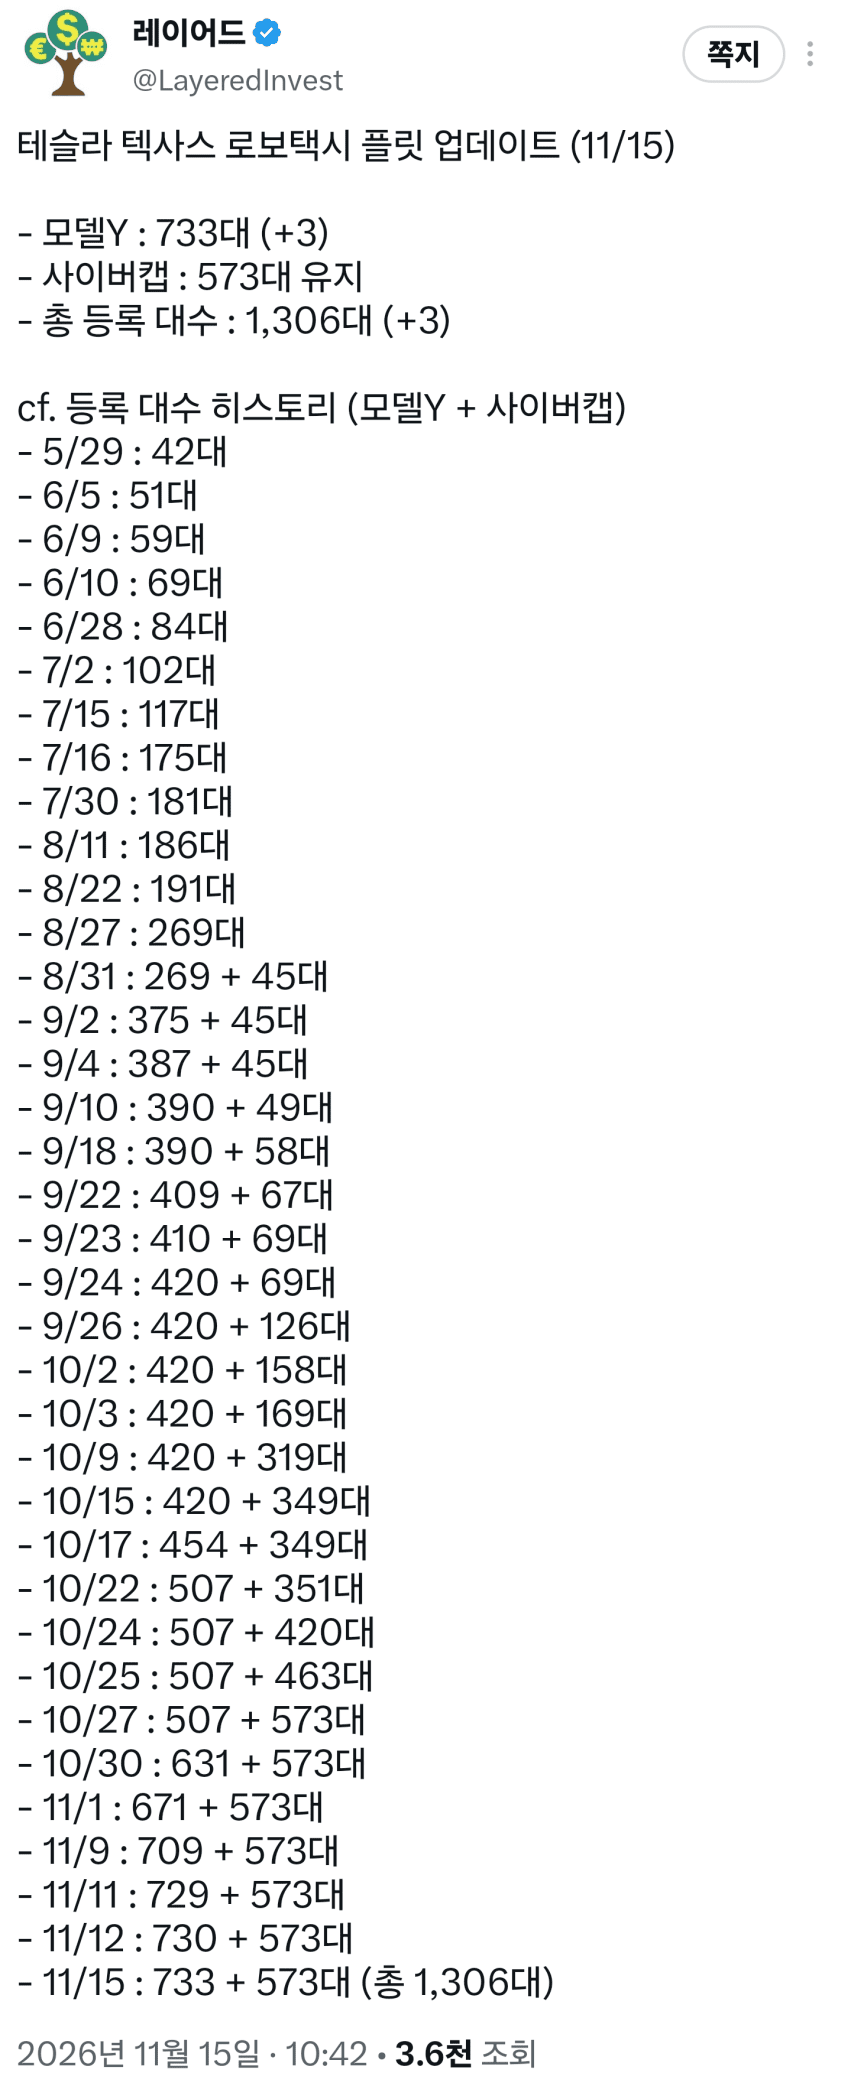 레이어드
@LayeredInvest
쪽지
테슬라 텍사스 로보택시 플릿 업데이트 (11/15)
- 모델Y : 733대 (+3)
- 사이버캡 : 573대 유지
- 총 등록 대수 : 1,306대 (+3)
cf. 등록 대수 히스토리 (모델Y + 사이버캡)
- 5/29 : 42대
- 6/5 : 51대
- 6/9 : 59대
- 6/10 : 69대
- 6/28 : 84대
- 7/2 : 102대
- 7/15 : 117대
- 7/16 : 175대
- 7/30 : 181대
- 8/11 : 186대
- 8/22 : 191대
- 8/27 : 269대
- 8/31 : 269 + 45대
- 9/2 : 375 + 45대
- 9/4 : 387 + 45대
- 9/10 : 390 + 49대
- 9/18 : 390 + 58대
- 9/22 : 409 + 67대
- 9/23 : 410 + 69대
- 9/24 : 420 + 69대
- 9/26 : 420 + 126대
- 10/2 : 420 + 158대
- 10/3 : 420 + 169대
- 10/9 : 420 + 319대
- 10/15 : 420 + 349대
- 10/17 : 454 + 349대
- 10/22 : 507 + 351대
- 10/24 : 507 + 420대
- 10/25 : 507 + 463대
- 10/27 : 507 + 573대
- 10/30 : 631 + 573대
- 11/1 : 671 + 573대
- 11/9 : 709 + 573대
- 11/11 : 729 + 573대
- 11/12 : 730 + 573대
- 11/15 : 733 + 573대 (총 1,306대)
2026년 11월 15일 · 10:42 • 3.6천 조회